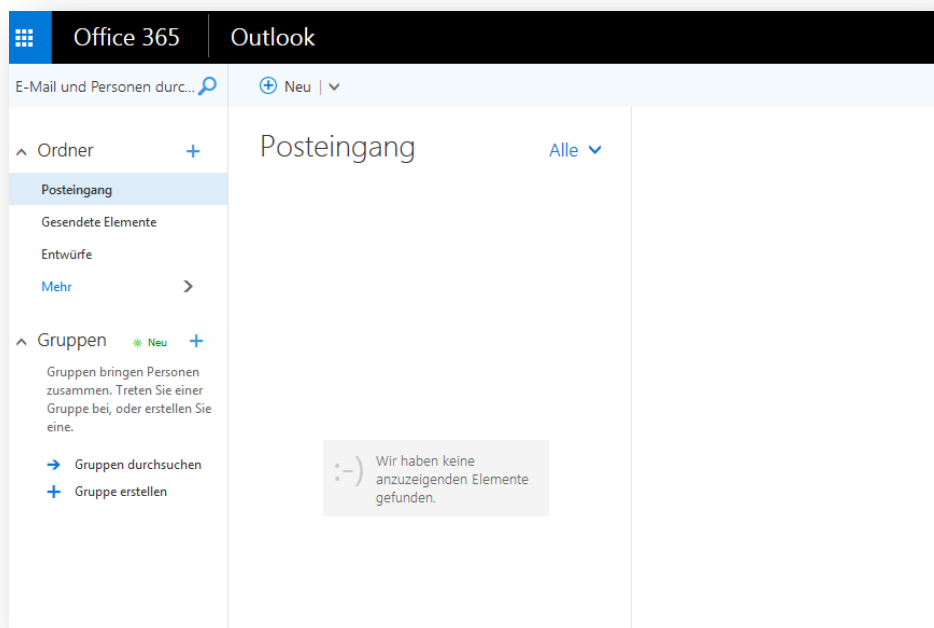 Office 365
Outlook
E-Mail und Personen durc...
Neu
Ordner
Posteingang
Gesendete Elemente
Entwürfe
Mehr
Gruppen
Neu
Gruppen bringen Personen
zusammen. Treten Sie einer
Gruppe bei, oder erstellen Sie
eine.
Gruppen durchsuchen
Gruppe erstellen
Posteingang
Alle
:-)
Wir haben keine
anzuzeigenden Elemente
gefunden.